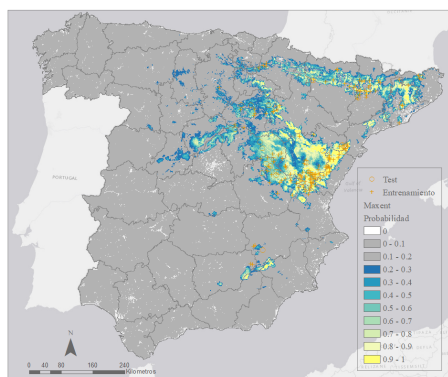 PORTUGAL
Test
Entrenamiento
Maxent
Probabilidad
0
0 - 0.1
0.1 - 0.2
0.2 - 0.3
0.3 - 0.4
0.4 - 0.5
0.5 - 0.6
0.6 - 0.7
0.7 - 0.8
0.8 - 0.9
0.9 - 1
N
0 40 80 160 240
Kilometros